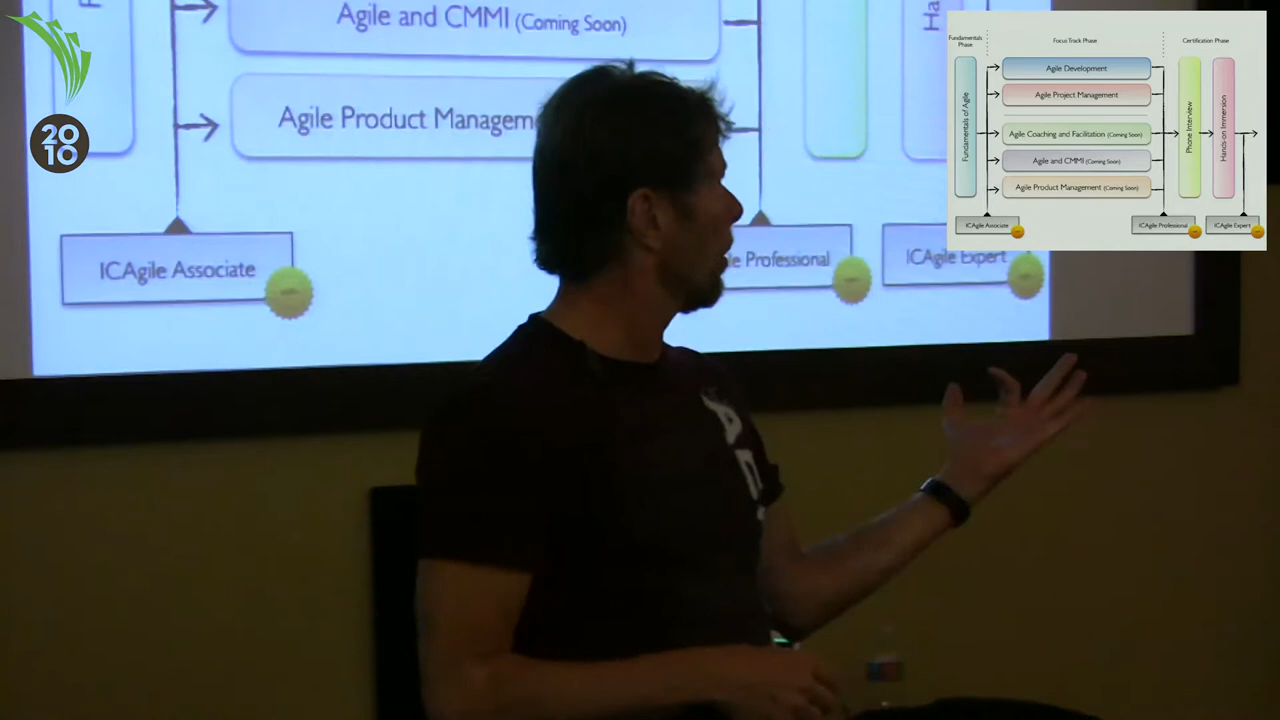 20
10
Agile and CMMI (Coming Soon)
Agile Product Managem
Ha
ICAgile Associate
le Professional
ICAgile Expert
Fundamentals
Phase
Focus Track Phase
Certification Phase
Fundamentals of Agile
Agile Development
Agile Project Management
Agile Coaching and Facilitation (Coming Soon)
Agile and CMMI (Coming Soon)
Agile Product Management (Coming Soon)
Phone Interview
Hands-on Immersion
ICAgile Associate
ICAgile Professional
ICAgile Expert